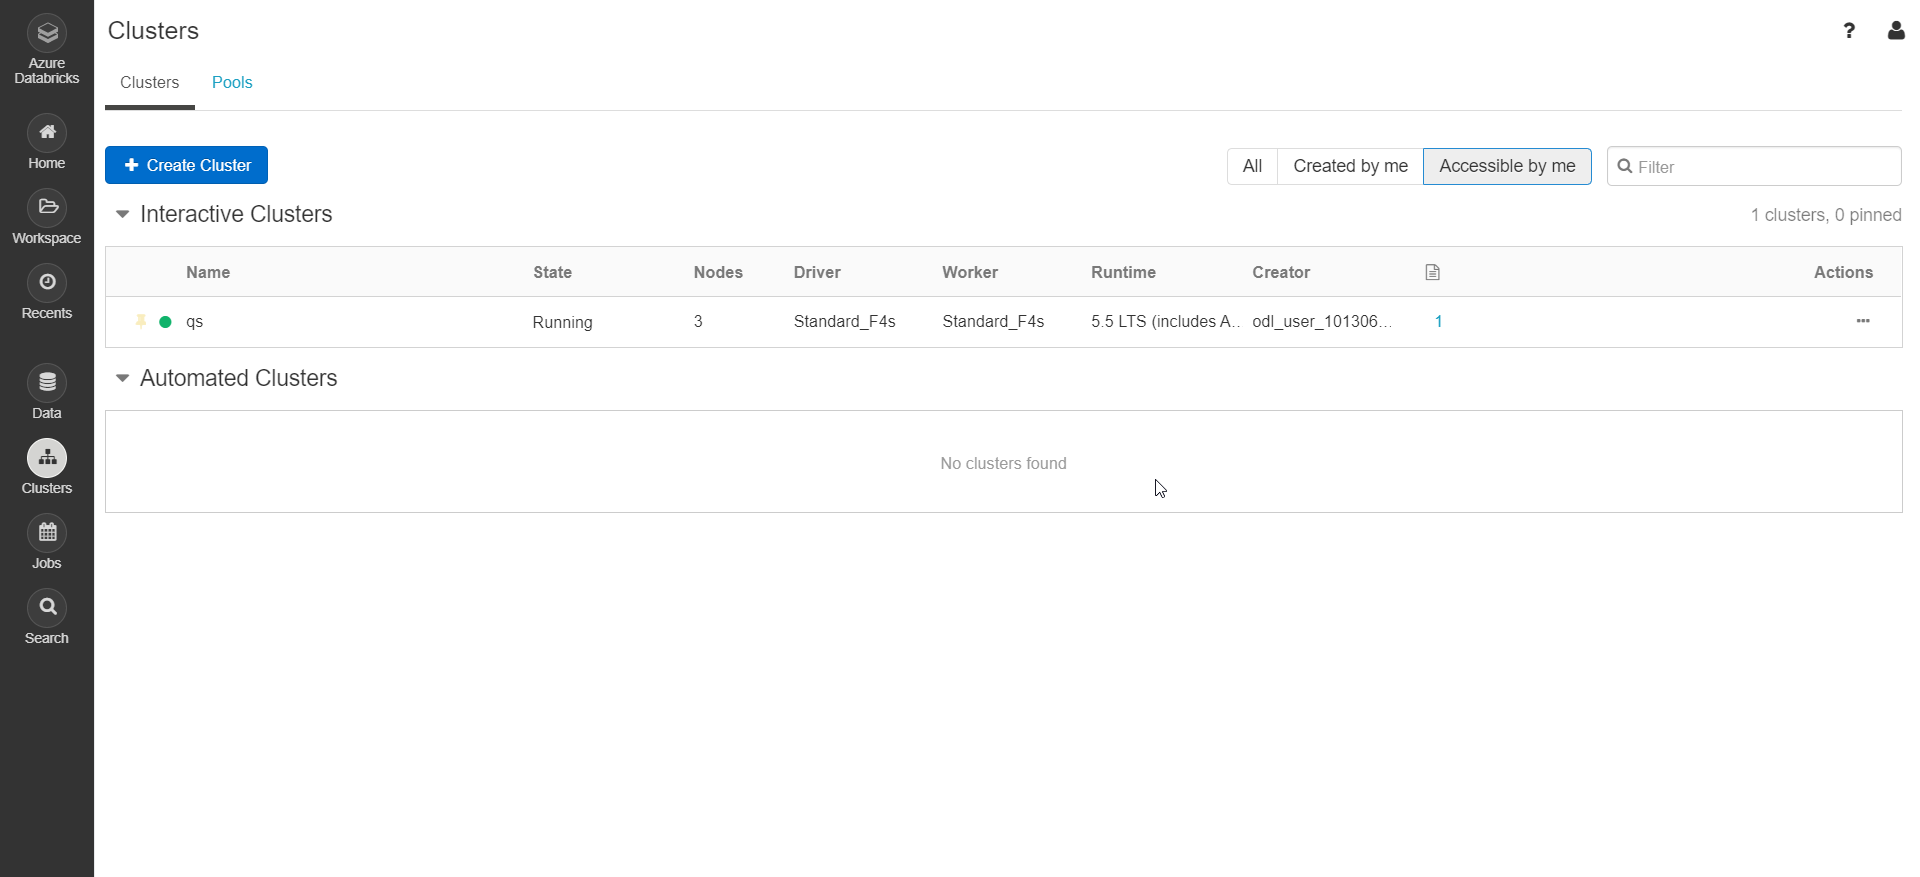 Azure
Databricks
Home
Workspace
Recents
Data
Clusters
Jobs
Search
Clusters
?
Clusters Pools
+ Create Cluster
All Created by me Accessible by me Filter
Interactive Clusters
1 clusters, 0 pinned
Name State Nodes Driver Worker Runtime Creator Actions
qs Running 3 Standard_F4s Standard_F4s 5.5 LTS (includes A.. odl_user_101306... 1 ...
Automated Clusters
No clusters found